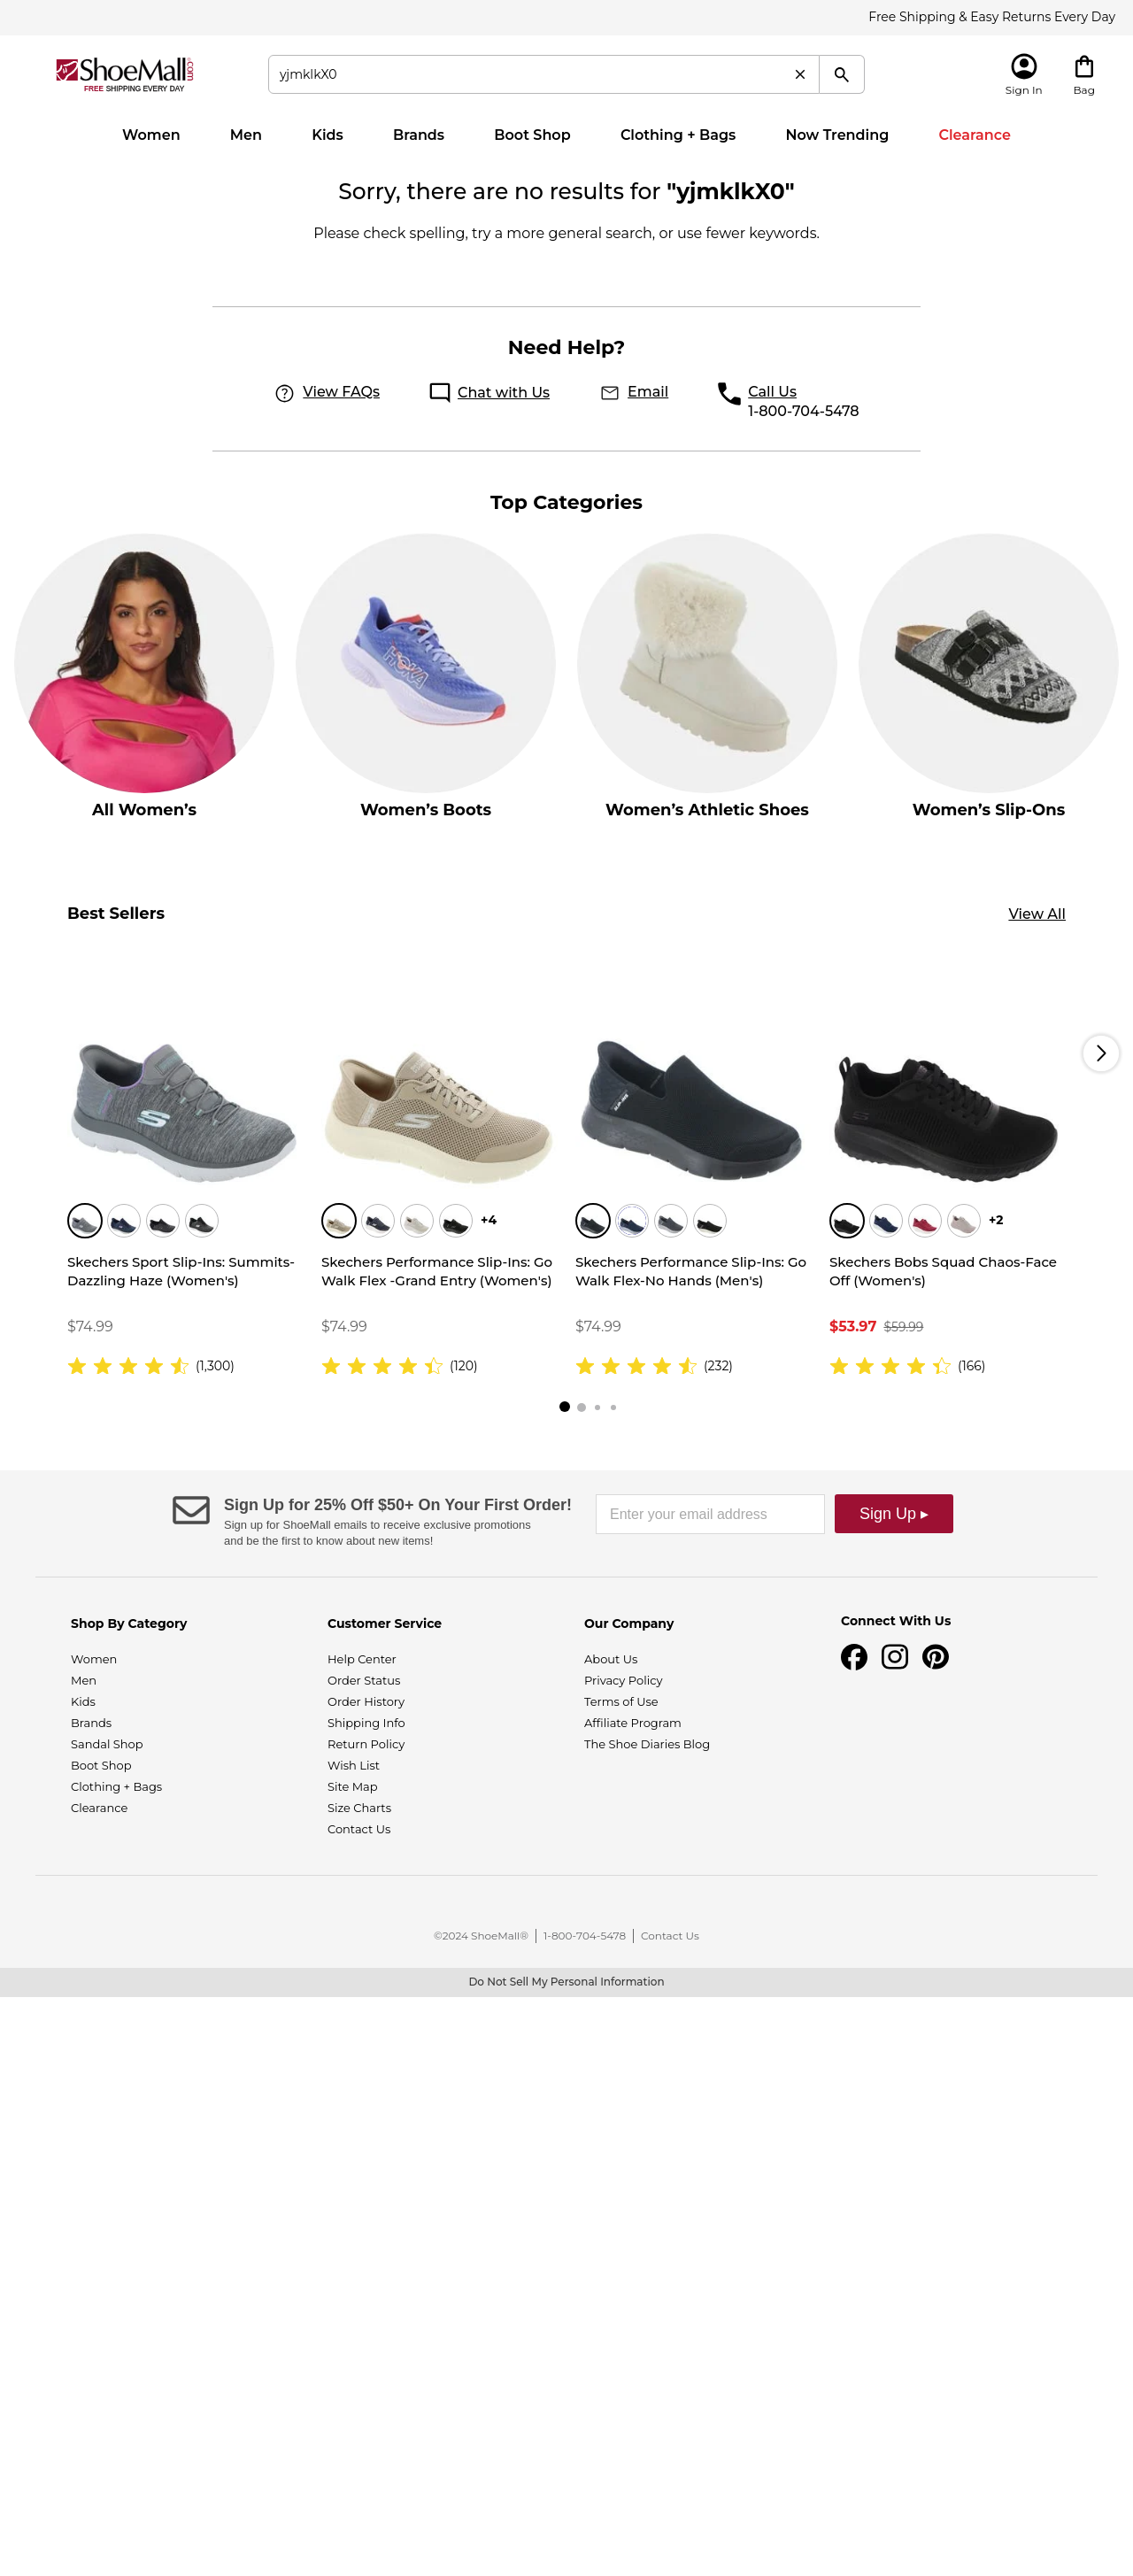 Free Shipping & Easy Returns Every Day
ShoeMall.com
FREE SHIPPING EVERY DAY
yjmklkX0
Sign In
Bag
Women
Men
Kids
Brands
Boot Shop
Clothing + Bags
Now Trending
Clearance
Sorry, there are no results for "yjmklkX0"
Please check spelling, try a more general search, or use fewer keywords.
Need Help?
View FAQs
Chat with Us
Email
Call Us
1-800-704-5478
Top Categories
HOKA
All Women’s
Women’s Boots
Women’s Athletic Shoes
Women’s Slip-Ons
Best Sellers
View All
+4
+2
Skechers Sport Slip-Ins: Summits-
Dazzling Haze (Women's)
$74.99
(1,300)
Skechers Performance Slip-Ins: Go
Walk Flex -Grand Entry (Women's)
$74.99
(120)
Skechers Performance Slip-Ins: Go
Walk Flex-No Hands (Men's)
$74.99
(232)
Skechers Bobs Squad Chaos-Face
Off (Women's)
$53.97 $59.99
(166)
Sign Up for 25% Off $50+ On Your First Order!
Sign up for ShoeMall emails to receive exclusive promotions
and be the first to know about new items!
Enter your email address
Sign Up ▸
Shop By Category
Women
Men
Kids
Brands
Sandal Shop
Boot Shop
Clothing + Bags
Clearance
Customer Service
Help Center
Order Status
Order History
Shipping Info
Return Policy
Wish List
Site Map
Size Charts
Contact Us
Our Company
About Us
Privacy Policy
Terms of Use
Affiliate Program
The Shoe Diaries Blog
Connect With Us
©2024 ShoeMall®
1-800-704-5478
Contact Us
Do Not Sell My Personal Information